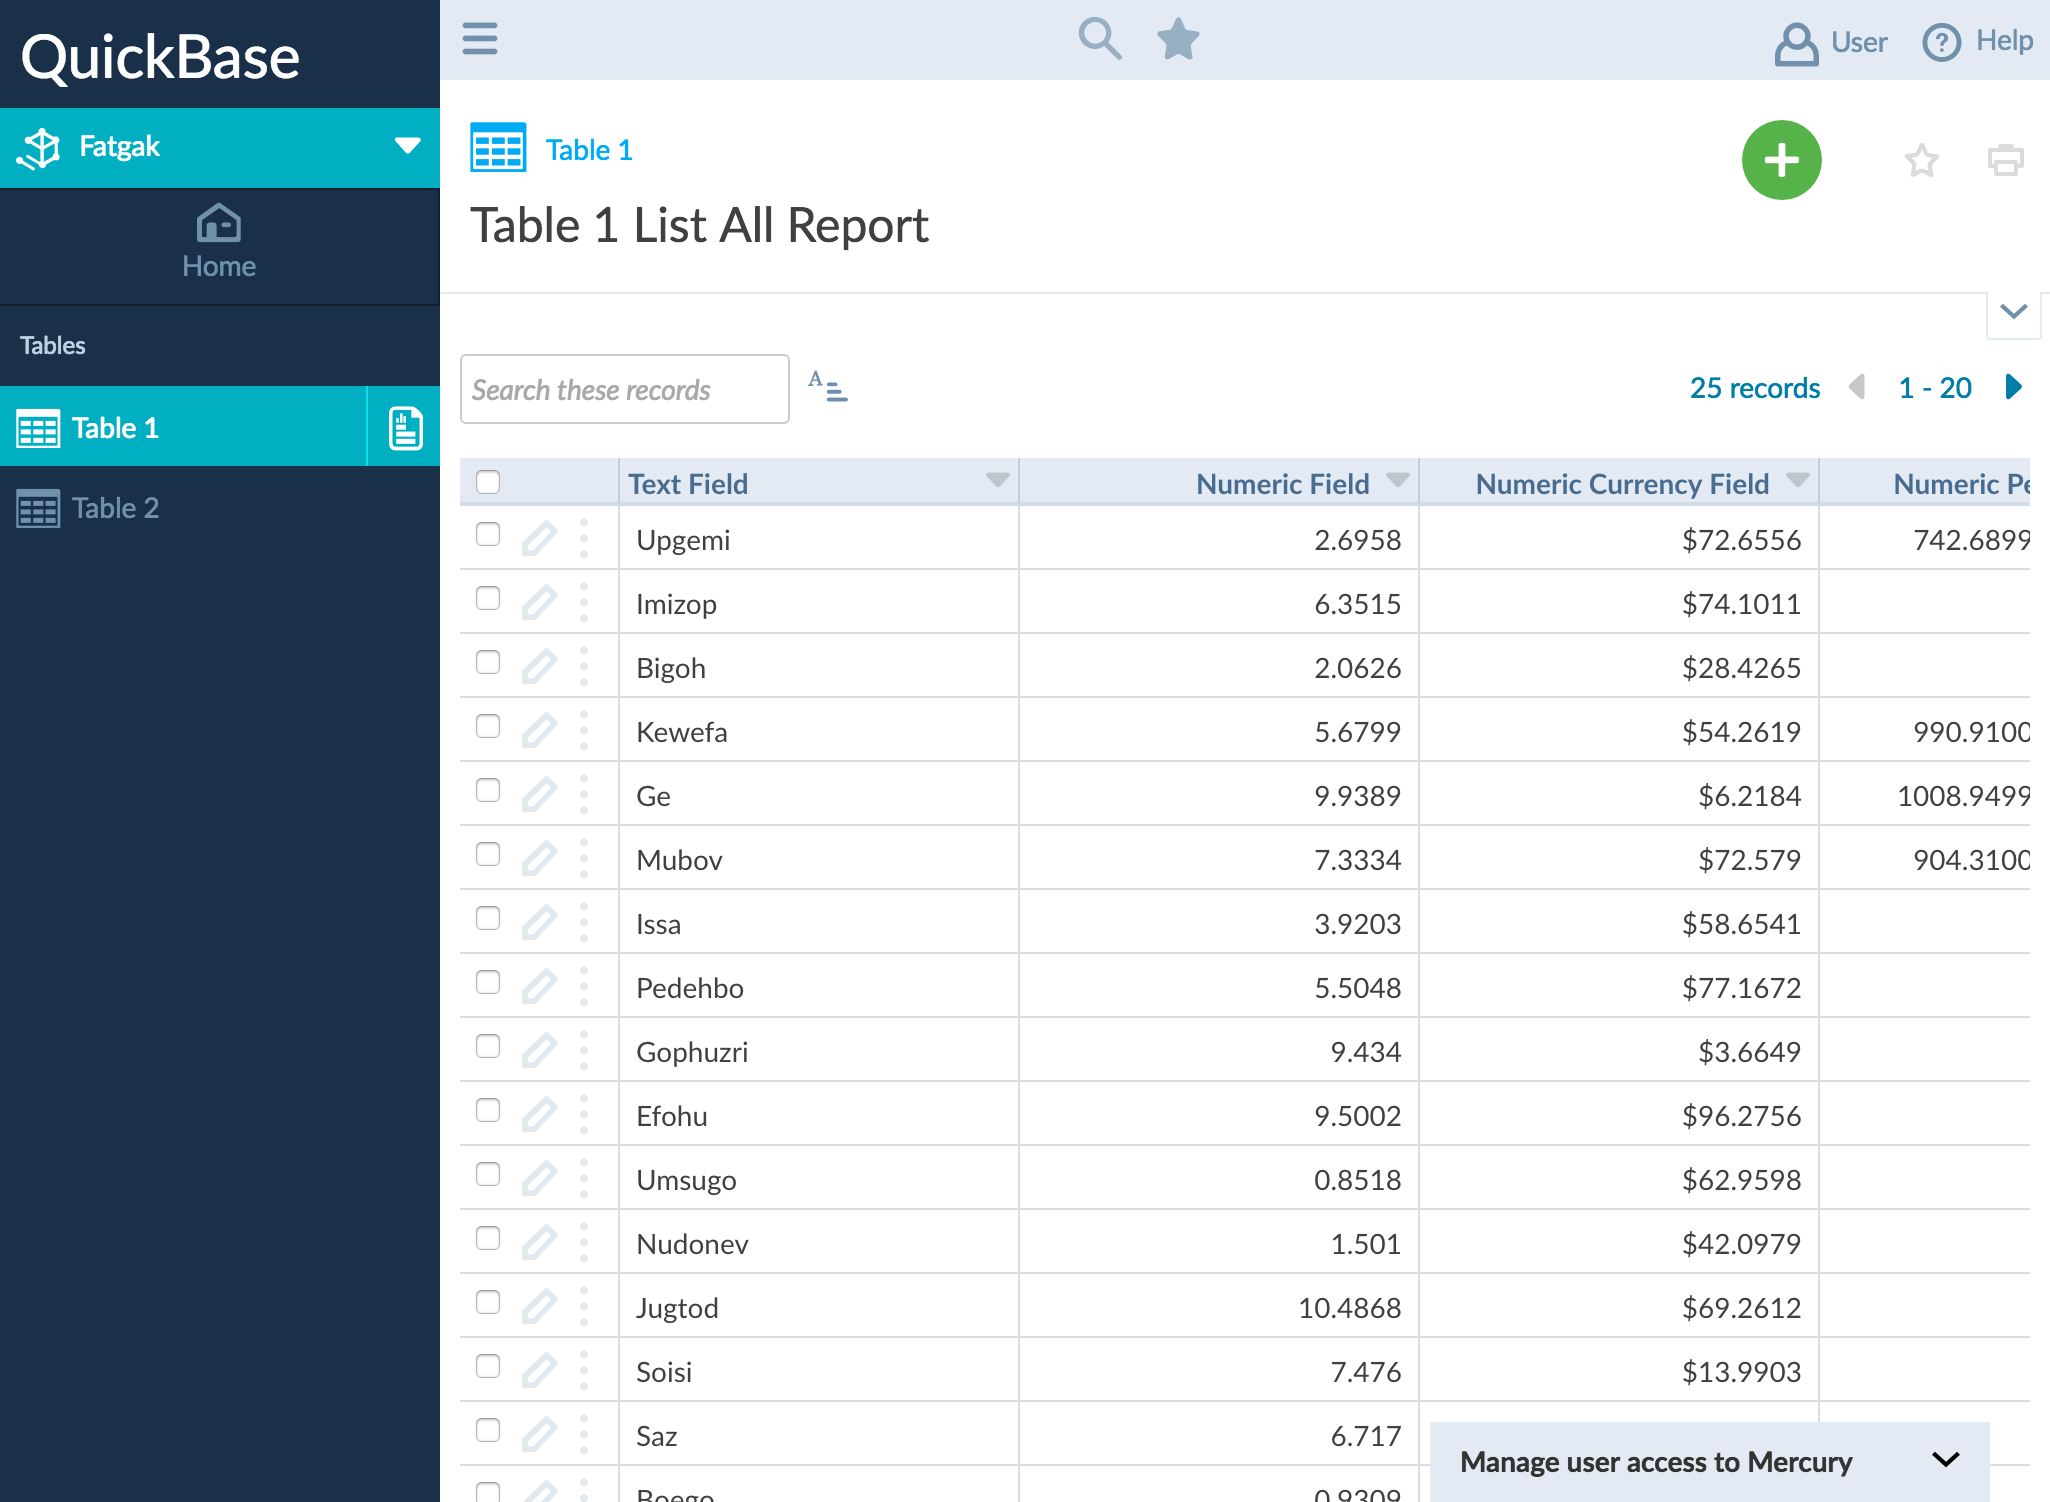 QuickBase
User
Help
Fatgak
Home
Tables
Table 1
Table 2
Table 1
Table 1 List All Report
Search these records
A
25 records
1 - 20
Text Field Numeric Field Numeric Currency Field Numeric
Upgemi 2.6958 $72.6556 742.6899
Imizop 6.3515 $74.1011
Bigoh 2.0626 $28.4265
Kewefa 5.6799 $54.2619 990.9100
Ge 9.9389 $6.2184 1008.9499
Mubov 7.3334 $72.579 904.3100
Issa 3.9203 $58.6541
Pedehbo 5.5048 $77.1672
Gophuzri 9.434 $3.6649
Efohu 9.5002 $96.2756
Umsugo 0.8518 $62.9598
Nudonev 1.501 $42.0979
Jugtod 10.4868 $69.2612
Soisi 7.476 $13.9903
Saz 6.717
Boego 0.9309
Manage user access to Mercury